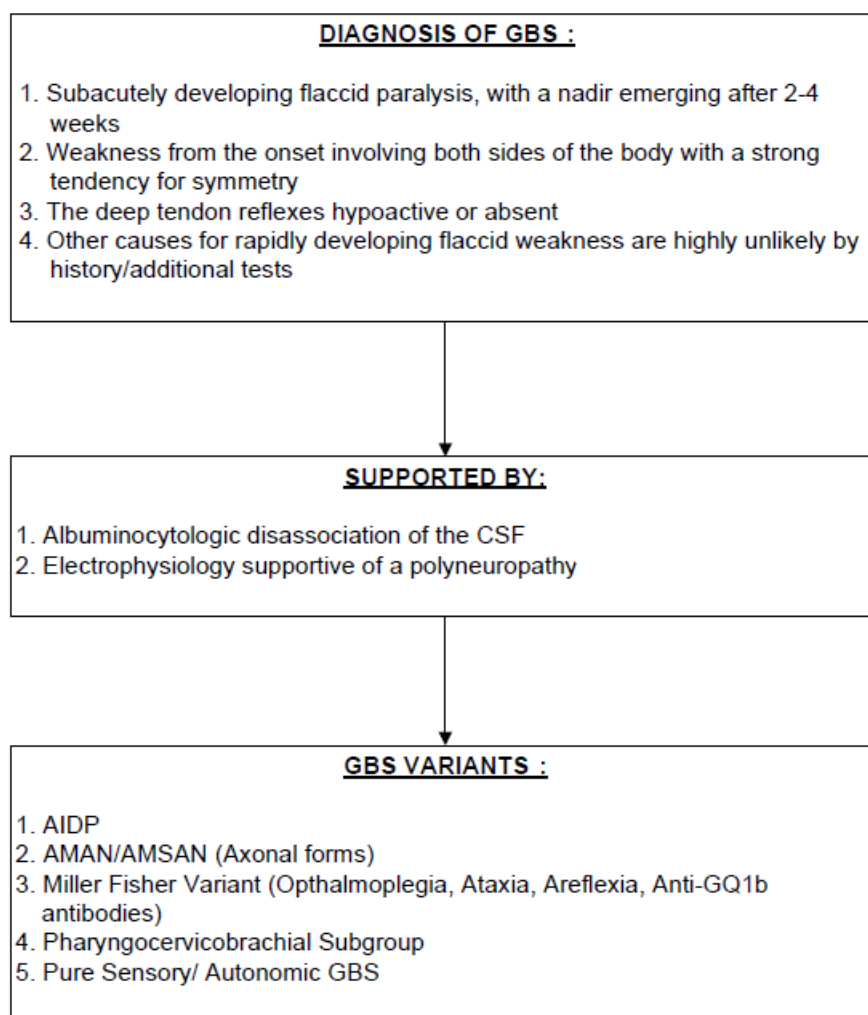 DIAGNOSIS OF GBS :
1. Subacutely developing flaccid paralysis, with a nadir emerging after 2-4
weeks
2. Weakness from the onset involving both sides of the body with a strong
tendency for symmetry
3. The deep tendon reflexes hypoactive or absent
4. Other causes for rapidly developing flaccid weakness are highly unlikely by
history/additional tests
SUPPORTED BY:
1. Albuminocytologic disassociation of the CSF
2. Electrophysiology supportive of a polyneuropathy
GBS VARIANTS :
1. AIDP
2. AMAN/AMSAN (Axonal forms)
3. Miller Fisher Variant (Opthalmoplegia, Ataxia, Areflexia, Anti-GQ1b
antibodies)
4. Pharyngocervicobrachial Subgroup
5. Pure Sensory/ Autonomic GBS